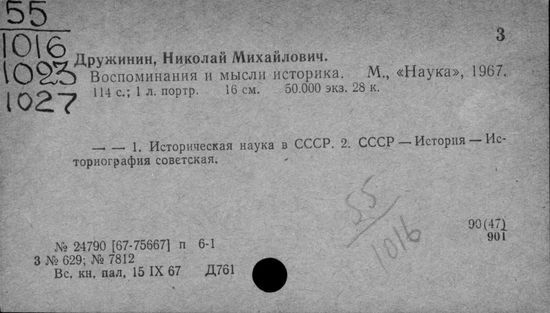 55
1016
1023
1027
3
Дружинин, Николай Михайлович.
Воспоминания и мысли историка. М., «Наука», 1967.
114 с.; 1 л. портр. 16 см. 50.000 экз. 28 к.
— — 1. Историческая наука в СССР. 2. СССР — История — Ис-
ториография советская.
55
1016
90(47)
901
№ 24790 [67-75667] п 6-1
3 № 629; № 7812
Вс. кн. пал. 15 IX 67 Д761